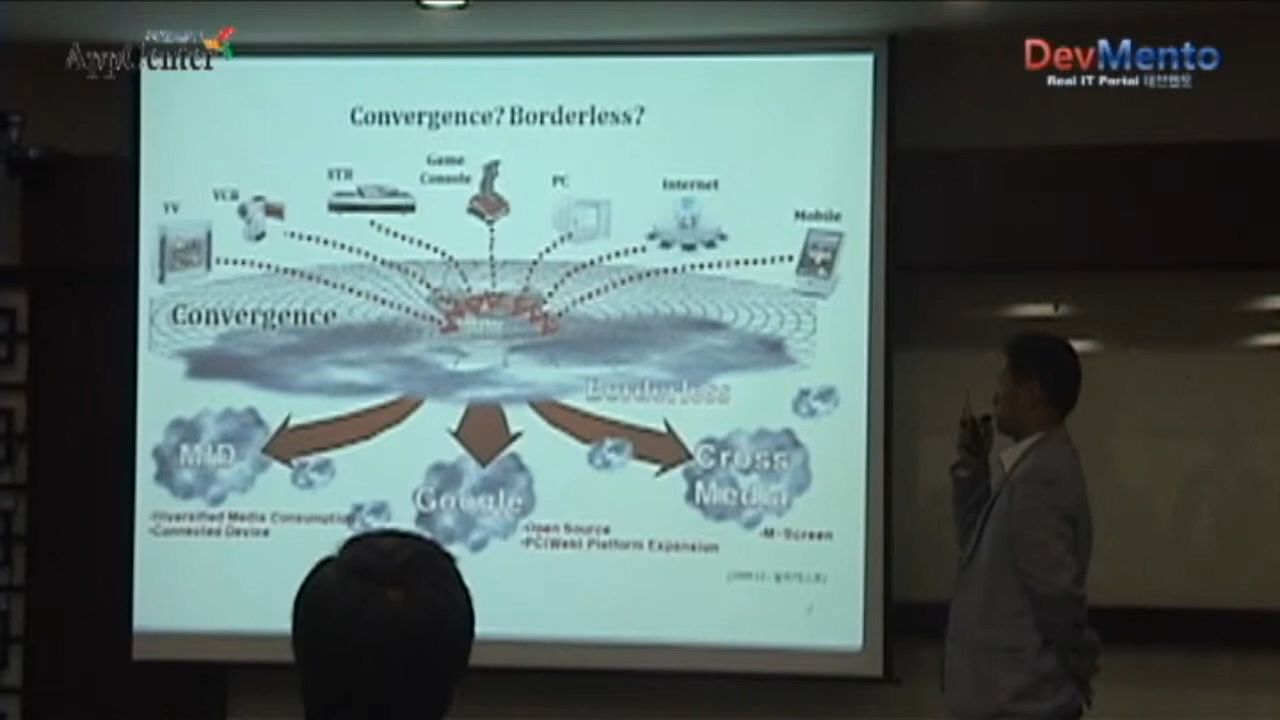 AppCenter
DevMento
Real IT Portal 데브멘토
Convergence? Borderless?
TV
VCR
STB
Game
Console
PC
Internet
Mobile
Convergence
Borderless
MID
Google
Cross
Media
•Diversified Media Consumption
•Connected Device
•Open Source
•PC(Web) Platform Expansion
•M-Screen